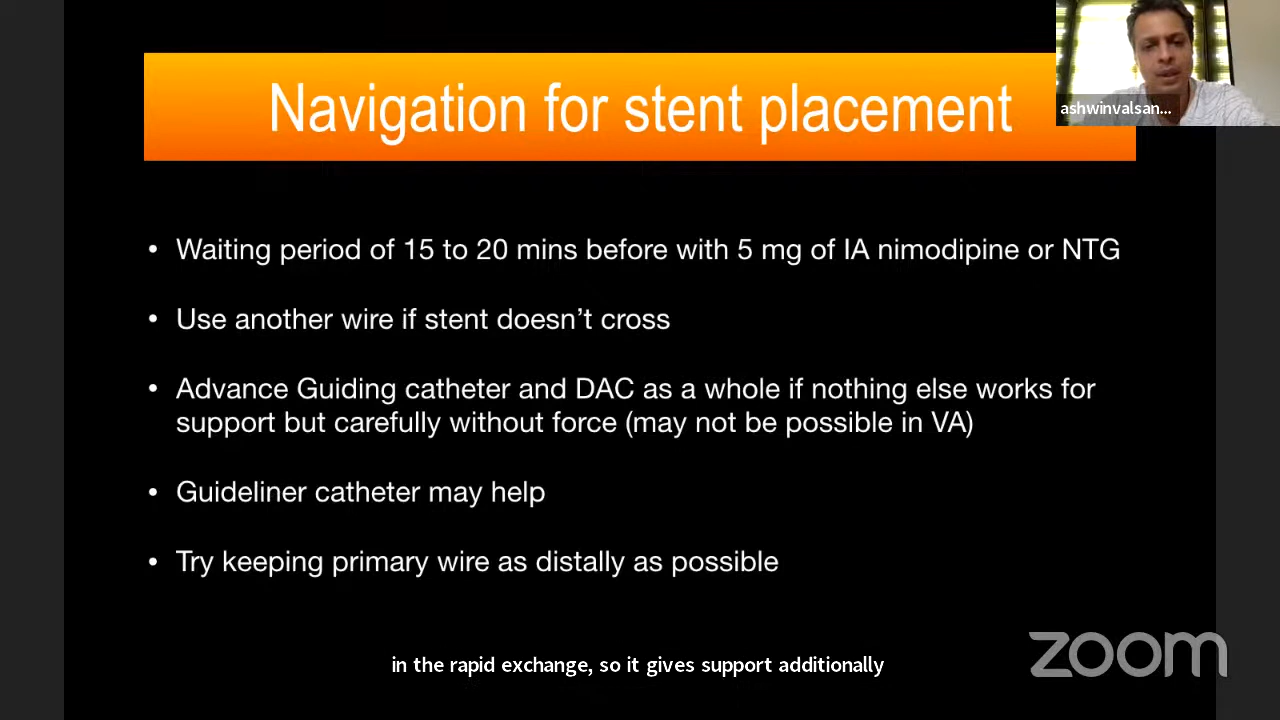 Navigation for stent placement
ashwinvalsan...
• Waiting period of 15 to 20 mins before with 5 mg of IA nimodipine or NTG
• Use another wire if stent doesn’t cross
• Advance Guiding catheter and DAC as a whole if nothing else works for
support but carefully without force (may not be possible in VA)
• Guideliner catheter may help
• Try keeping primary wire as distally as possible
zoom
in the rapid exchange, so it gives support additionally